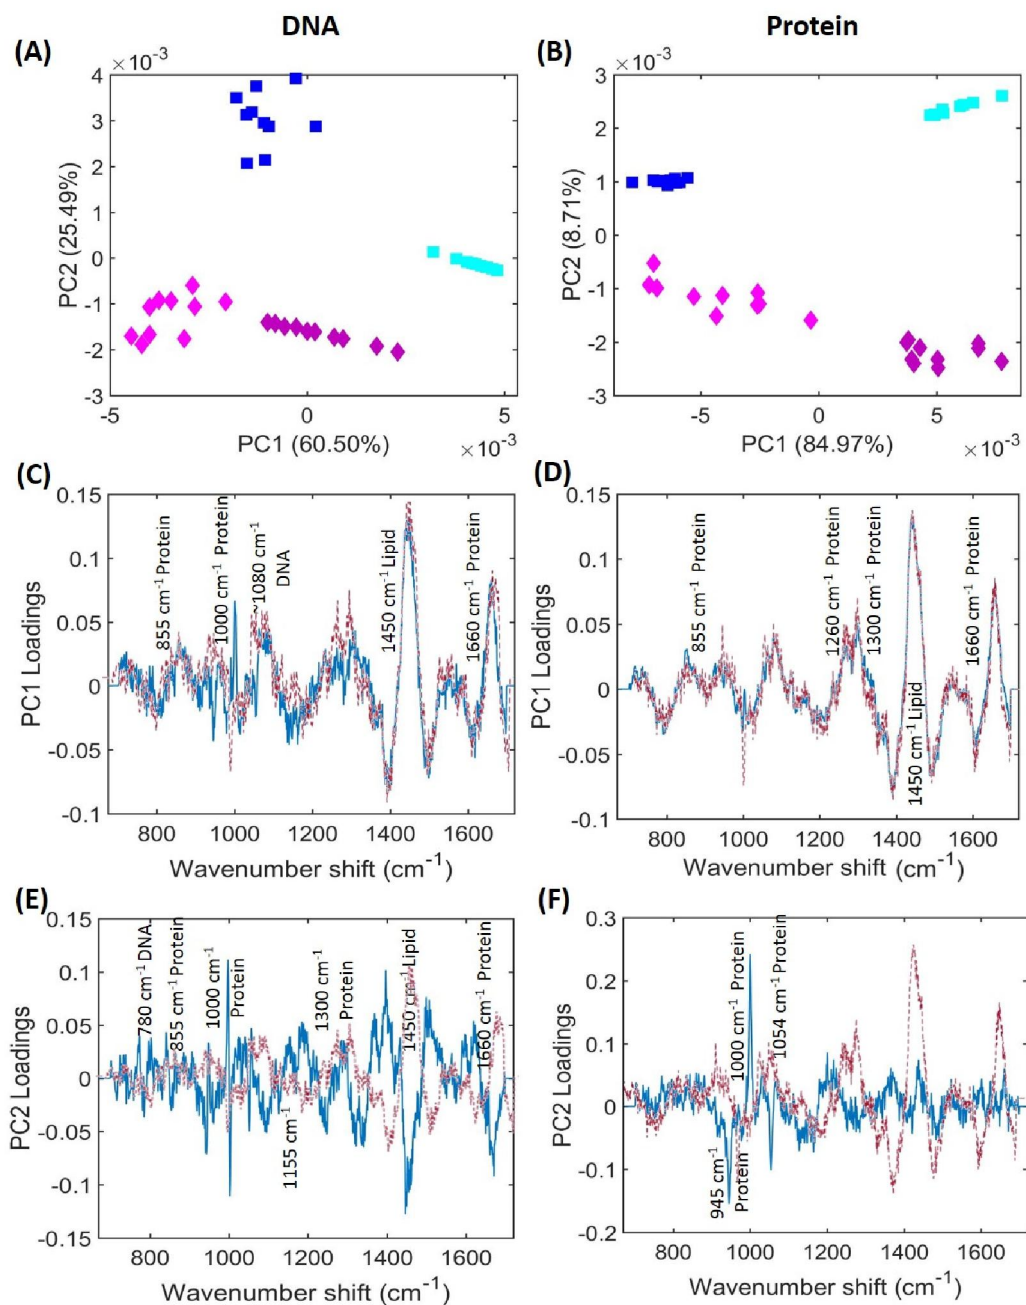 DNA
Protein
(A)
(B)
×10⁻³
4
3
2
1
0
-1
-2
-3
-5
0
5
PC2 (25.49%)
PC1 (60.50%)
×10⁻³
×10⁻³
3
2
1
0
-1
-2
-3
-5
0
5
PC2 (8.71%)
PC1 (84.97%)
×10⁻³
(C)
(D)
0.15
0.1
0.05
0
-0.05
-0.1
800
1000
1200
1400
1600
PC1 Loadings
Wavenumber shift (cm⁻¹)
855 cm⁻¹ Protein
1000 cm⁻¹ Protein
~1080 cm⁻¹
DNA
1450 cm⁻¹ Lipid
1660 cm⁻¹ Protein
0.15
0.1
0.05
0
-0.05
-0.1
800
1000
1200
1400
1600
PC1 Loadings
Wavenumber shift (cm⁻¹)
855 cm⁻¹ Protein
1260 cm⁻¹ Protein
1300 cm⁻¹ Protein
1450 cm⁻¹ Lipid
1660 cm⁻¹ Protein
(E)
(F)
0.15
0.1
0.05
0
-0.05
-0.1
-0.15
800
1000
1200
1400
1600
PC2 Loadings
Wavenumber shift (cm⁻¹)
780 cm⁻¹ DNA
855 cm⁻¹ Protein
1000 cm⁻¹
Protein
1155 cm⁻¹
1300 cm⁻¹
Protein
1450 cm⁻¹ Lipid
1660 cm⁻¹ Protein
0.3
0.2
0.1
0
-0.1
-0.2
800
1000
1200
1400
1600
PC2 Loadings
Wavenumber shift (cm⁻¹)
945 cm⁻¹
Protein
1000 cm⁻¹ Protein
1054 cm⁻¹ Protein